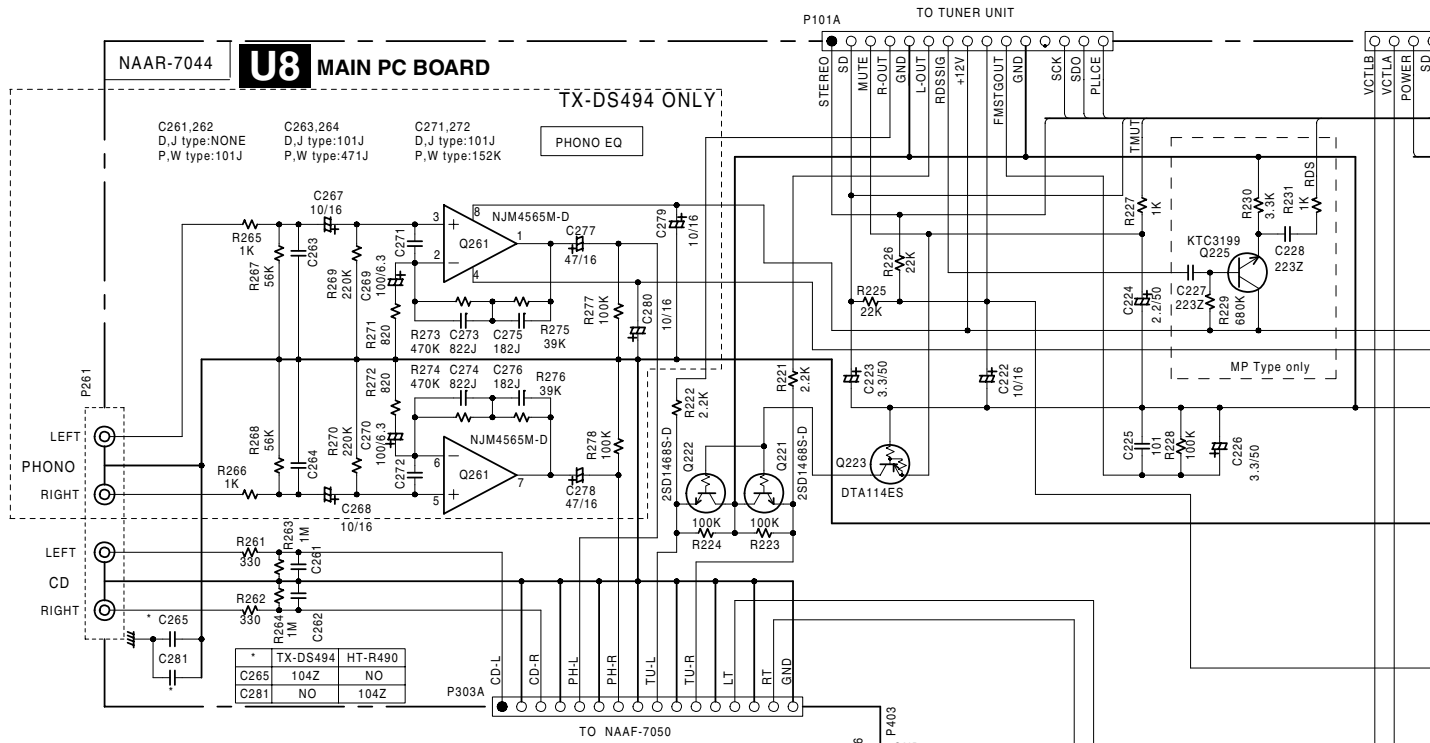 P101A
TO TUNER UNIT
NAAR-7044
U8 MAIN PC BOARD
STEREO
SD
MUTE
R-OUT
GND
L-OUT
RDSSIG
+12V
FMSTGOUT
GND
SCK
SDO
PLLCE
VCTLB
VCTLA
POWER
TX-DS494 ONLY
C261,262
D,J type:NONE
P,W type:101J
C263,264
D,J type:101J
P,W type:471J
C271,272
D,J type:101J
P,W type:152K
PHONO EQ
TMUT
RDS
C267
10/16
3
8
NJM4565M-D
Q261
1
2
4
C271
C277
47/16
C279
10/16
R265
1K
R267
56K
C263
R269
220K
C269
100/6.3
R271
820
R273
470K
C273
822J
C275
182J
R275
39K
R277
100K
C280
10/16
R226
22K
R225
22K
R227
1K
C224
2.2/50
KTC3199
Q225
R230
3.3K
R231
1K
C228
223Z
C227
223Z
R229
680K
MP Type only
P261
R272
820
R274
470K
C274
822J
C276
182J
R276
39K
R222
2.2K
R221
2.2K
C223
3.3/50
C222
10/16
LEFT
PHONO
RIGHT
R268
56K
C264
R270
220K
C270
100/6.3
C272
6
NJM4565M-D
Q261
7
5
R278
100K
C278
47/16
R266
1K
C268
10/16
2SD1468S-D
Q222
Q221
2SD1468S-D
Q223
DTA114ES
C225
101
R228
100K
C226
3.3/50
100K
R224
100K
R223
LEFT
CD
RIGHT
R261
330
R263
1M
C261
R262
330
R264
1M
C262
* C265
C281
*
* TX-DS494 HT-R490
C265 104Z NO
C281 NO 104Z
P303A
CD-L
CD-R
PH-L
PH-R
TU-L
TU-R
LT
RT
GND
TO NAAF-7050
P403